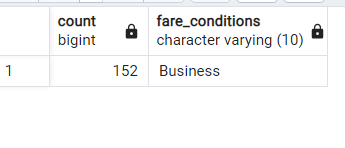 count fare_conditions
bigint character varying (10)
1 152 Business